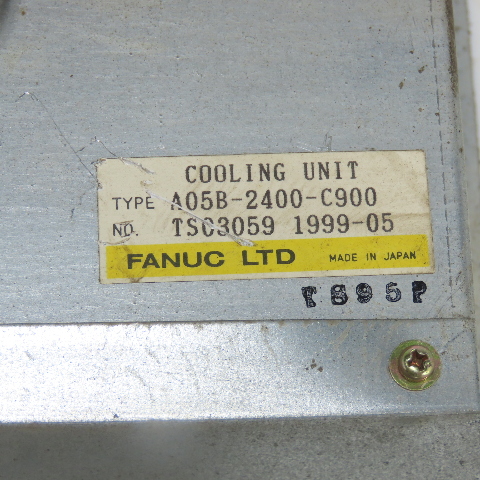 COOLING UNIT
TYPE A05B-2400-C900
NO. TSC3059 1999-05
FANUC LTD MADE IN JAPAN
T895P